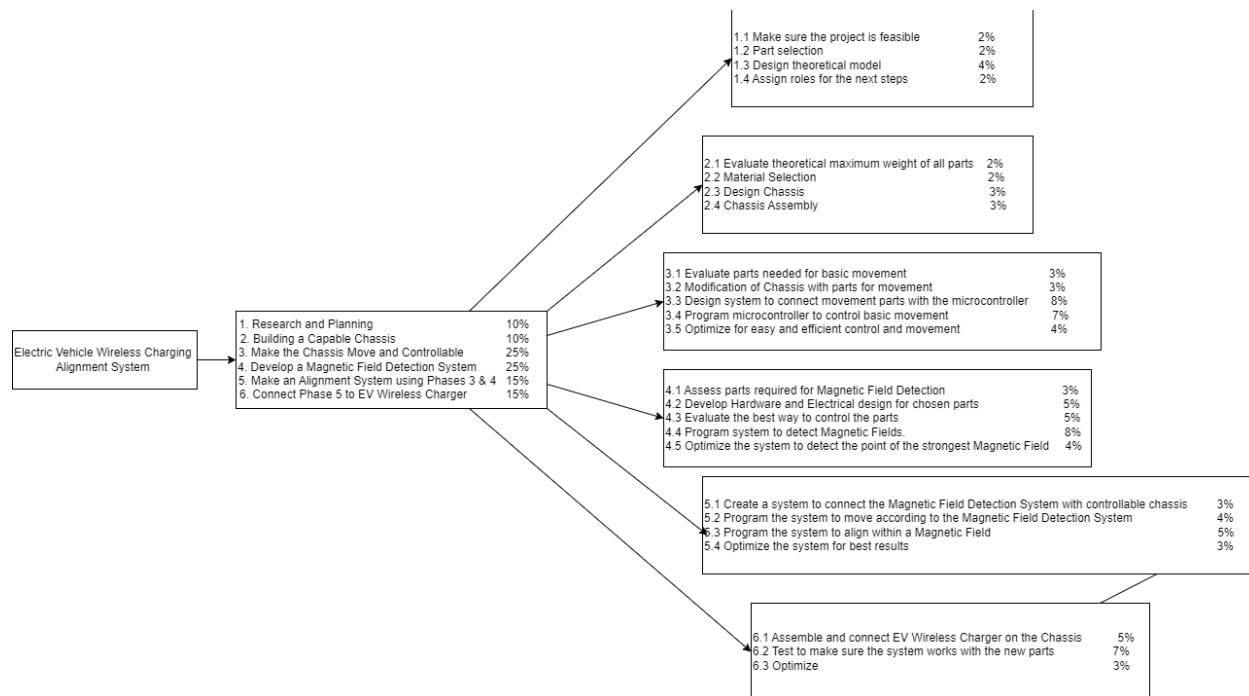 Electric Vehicle Wireless Charging
Alignment System
1. Research and Planning 10%
2. Building a Capable Chassis 10%
3. Make the Chassis Move and Controllable 25%
4. Develop a Magnetic Field Detection System 25%
5. Make an Alignment System using Phases 3 & 4 15%
6. Connect Phase 5 to EV Wireless Charger 15%
1.1 Make sure the project is feasible 2%
1.2 Part selection 2%
1.3 Design theoretical model 4%
1.4 Assign roles for the next steps 2%
2.1 Evaluate theoretical maximum weight of all parts 2%
2.2 Material Selection 2%
2.3 Design Chassis 3%
2.4 Chassis Assembly 3%
3.1 Evaluate parts needed for basic movement 3%
3.2 Modification of Chassis with parts for movement 3%
3.3 Design system to connect movement parts with the microcontroller 8%
3.4 Program microcontroller to control basic movement 7%
3.5 Optimize for easy and efficient control and movement 4%
4.1 Assess parts required for Magnetic Field Detection 3%
4.2 Develop Hardware and Electrical design for chosen parts 5%
4.3 Evaluate the best way to control the parts 5%
4.4 Program system to detect Magnetic Fields. 8%
4.5 Optimize the system to detect the point of the strongest Magnetic Field 4%
5.1 Create a system to connect the Magnetic Field Detection System with controllable chassis 3%
5.2 Program the system to move according to the Magnetic Field Detection System 4%
5.3 Program the system to align within a Magnetic Field 5%
5.4 Optimize the system for best results 3%
6.1 Assemble and connect EV Wireless Charger on the Chassis 5%
6.2 Test to make sure the system works with the new parts 7%
6.3 Optimize 3%